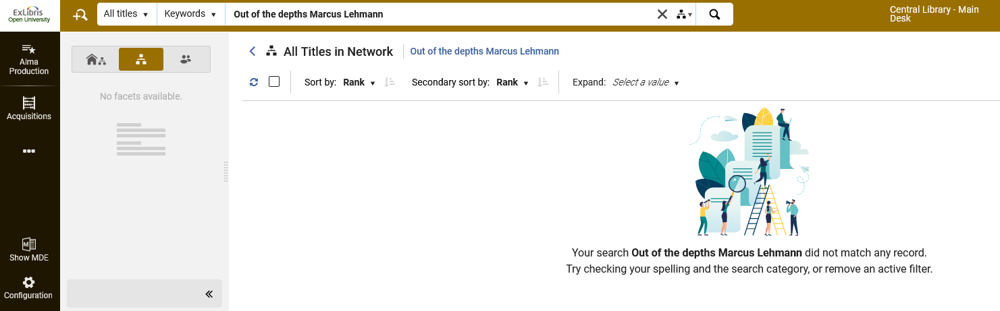 ExLibris
Open University
All titles
Keywords
Out of the depths Marcus Lehmann
Central Library - Main
Desk
Alma
Production
Acquisitions
Show MDE
Configuration
No facets available.
All Titles in Network
Out of the depths Marcus Lehmann
Sort by: Rank
Secondary sort by: Rank
Expand: Select a value
Your search Out of the depths Marcus Lehmann did not match any record.
Try checking your spelling and the search category, or remove an active filter.